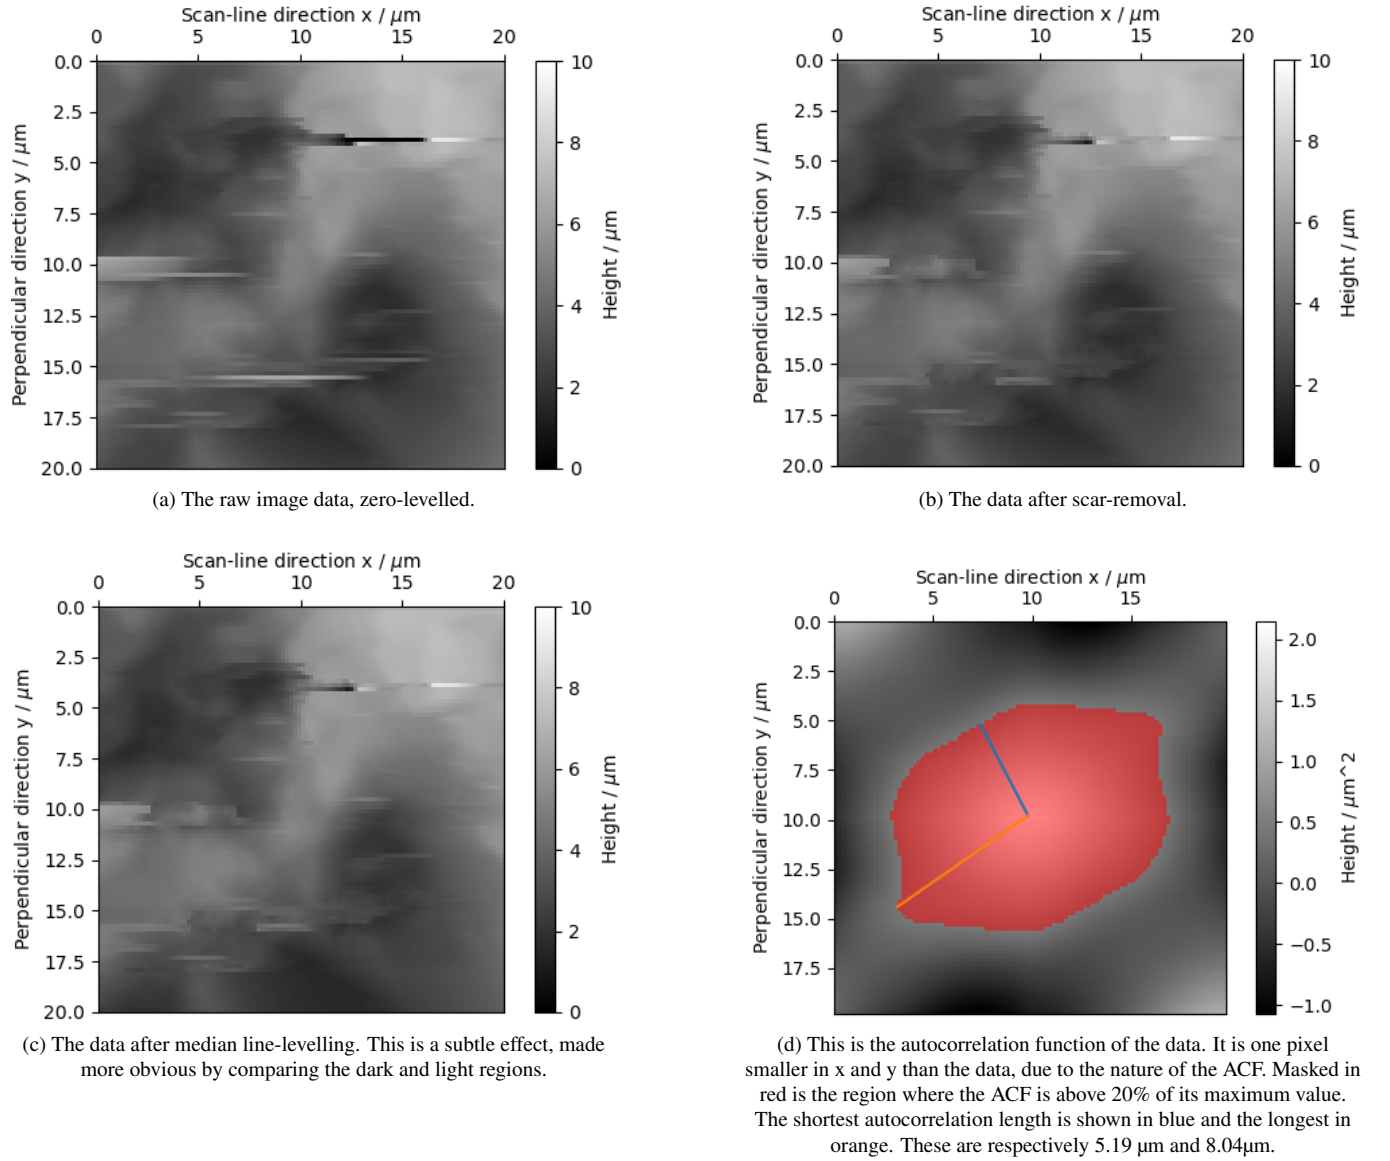 Scan-line direction x / μm
0 5 10 15 20
0.0
2.5
5.0
7.5
10.0
12.5
15.0
17.5
20.0
Perpendicular direction y / μm
10
8
6
4
2
0
Height / μm
(a) The raw image data, zero-levelled.
Scan-line direction x / μm
0 5 10 15 20
0.0
2.5
5.0
7.5
10.0
12.5
15.0
17.5
20.0
Perpendicular direction y / μm
10
8
6
4
2
0
Height / μm
(b) The data after scar-removal.
Scan-line direction x / μm
0 5 10 15 20
0.0
2.5
5.0
7.5
10.0
12.5
15.0
17.5
20.0
Perpendicular direction y / μm
10
8
6
4
2
0
Height / μm
(c) The data after median line-levelling. This is a subtle effect, made
more obvious by comparing the dark and light regions.
Scan-line direction x / μm
0 5 10 15
0.0
2.5
5.0
7.5
10.0
12.5
15.0
17.5
Perpendicular direction y / μm
2.0
1.5
1.0
0.5
0.0
−0.5
−1.0
Height / μm^2
(d) This is the autocorrelation function of the data. It is one pixel
smaller in x and y than the data, due to the nature of the ACF. Masked in
red is the region where the ACF is above 20% of its maximum value.
The shortest autocorrelation length is shown in blue and the longest in
orange. These are respectively 5.19 μm and 8.04μm.